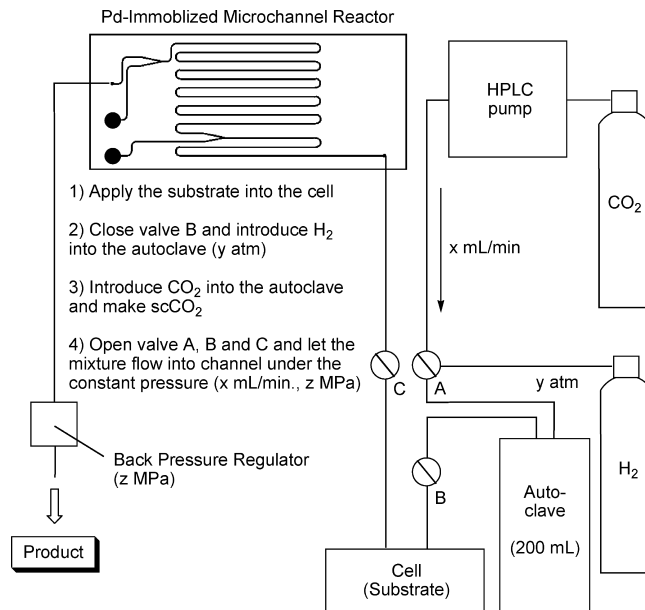 Pd-Immoblized Microchannel Reactor
HPLC
pump
CO2
x mL/min
1) Apply the substrate into the cell
2) Close valve B and introduce H2
into the autoclave (y atm)
3) Introduce CO2 into the autoclave
and make scCO2
4) Open valve A, B and C and let the
mixture flow into channel under the
constant pressure (x mL/min., z MPa)
C
A
y atm
B
H2
Back Pressure Regulator
(z MPa)
Auto-
clave
(200 mL)
Product
Cell
(Substrate)